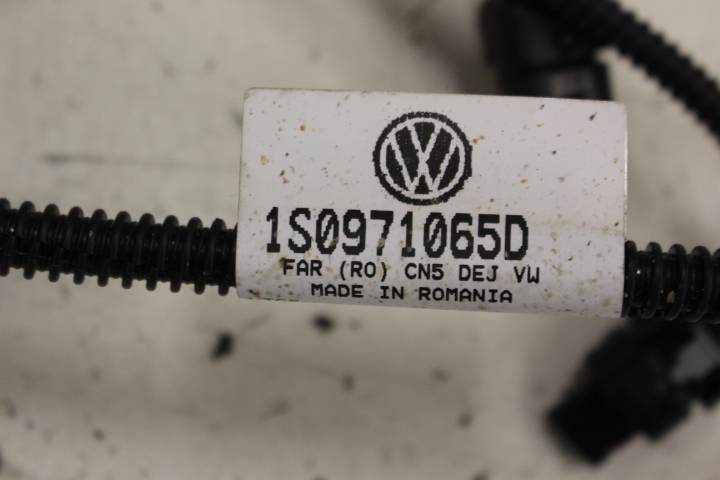 1S0971065D
FAR (RO) CN5 DEJ VW
MADE IN ROMANIA